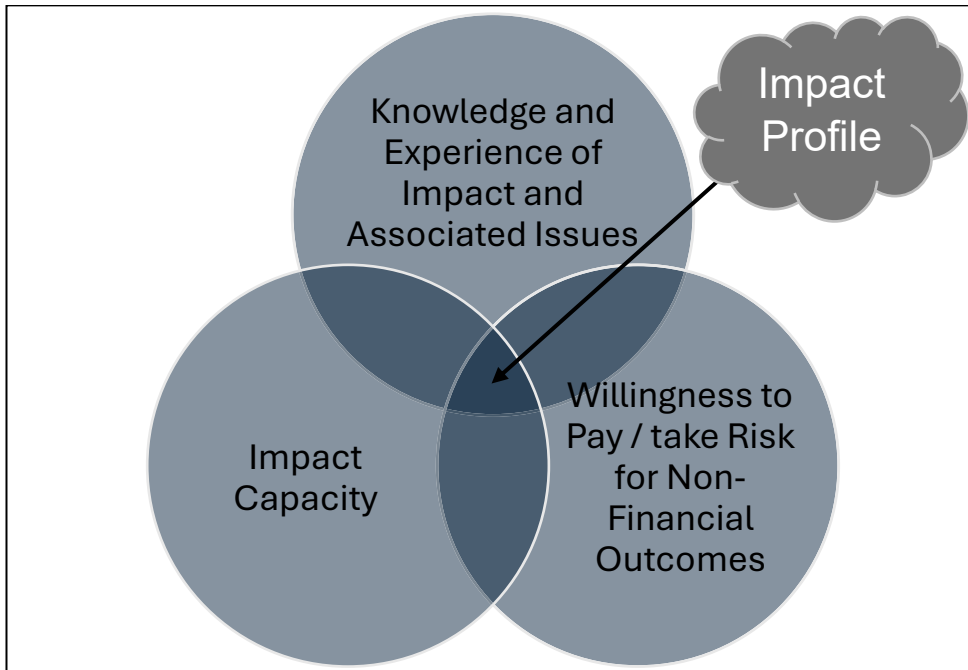 Impact
Profile
Knowledge and
Experience of
Impact and
Associated Issues
Impact
Capacity
Willingness to
Pay / take Risk
for Non-
Financial
Outcomes